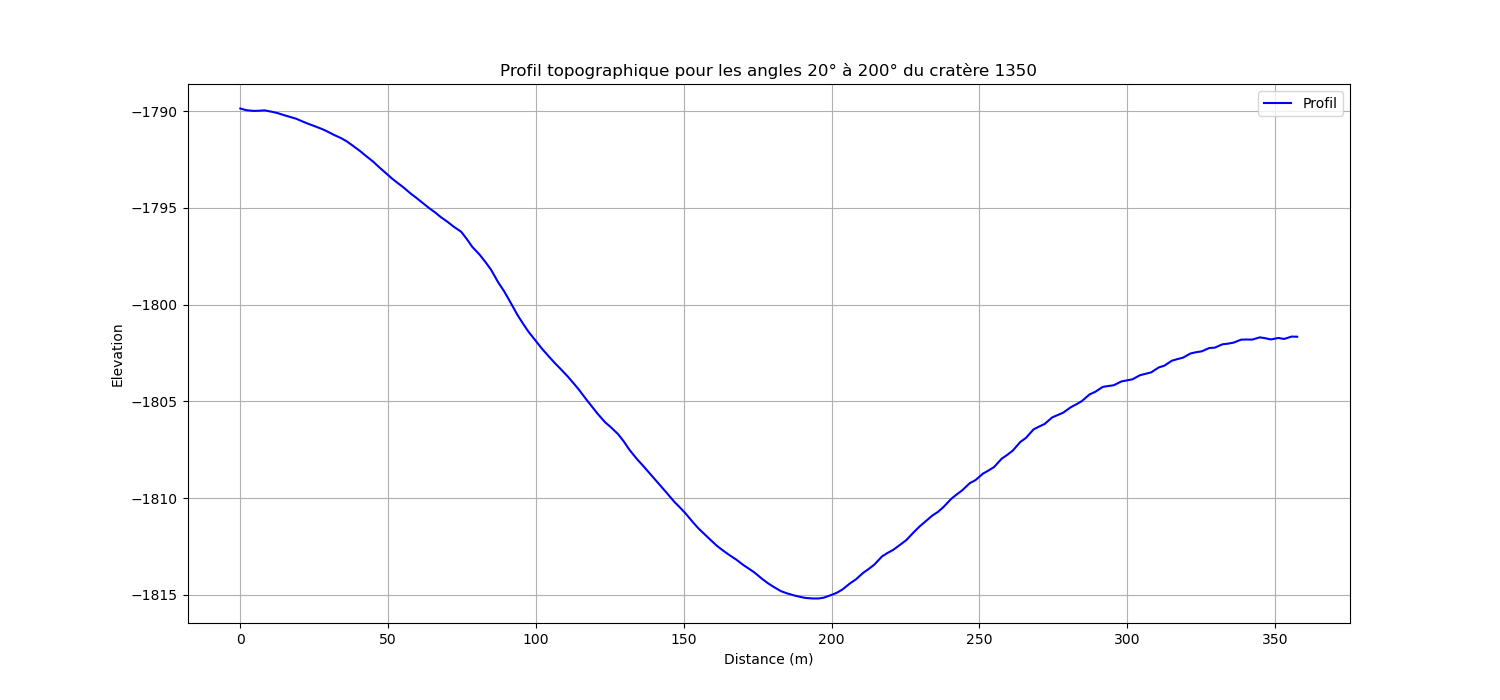 Profil topographique pour les angles 20° à 200° du cratère 1350
Profil
−1790
−1795
−1800
−1805
−1810
−1815
Elevation
0 50 100 150 200 250 300 350
Distance (m)